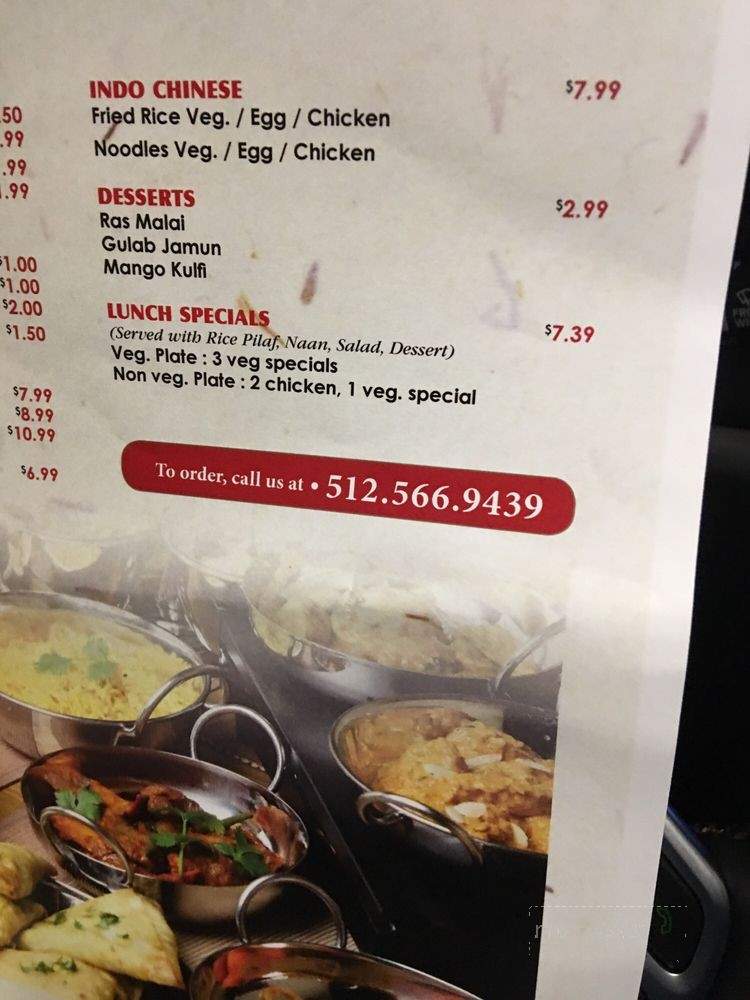 .50
.99
.99
.99
$1.00
$1.00
$2.00
$1.50
$7.99
$8.99
$10.99
$6.99
INDO CHINESE $7.99
Fried Rice Veg. / Egg / Chicken
Noodles Veg. / Egg / Chicken
DESSERTS $2.99
Ras Malai
Gulab Jamun
Mango Kulfi
LUNCH SPECIALS $7.39
(Served with Rice Pilaf, Naan, Salad, Dessert)
Veg. Plate : 3 veg specials
Non veg. Plate : 2 chicken, 1 veg. special
To order, call us at • 512.566.9439